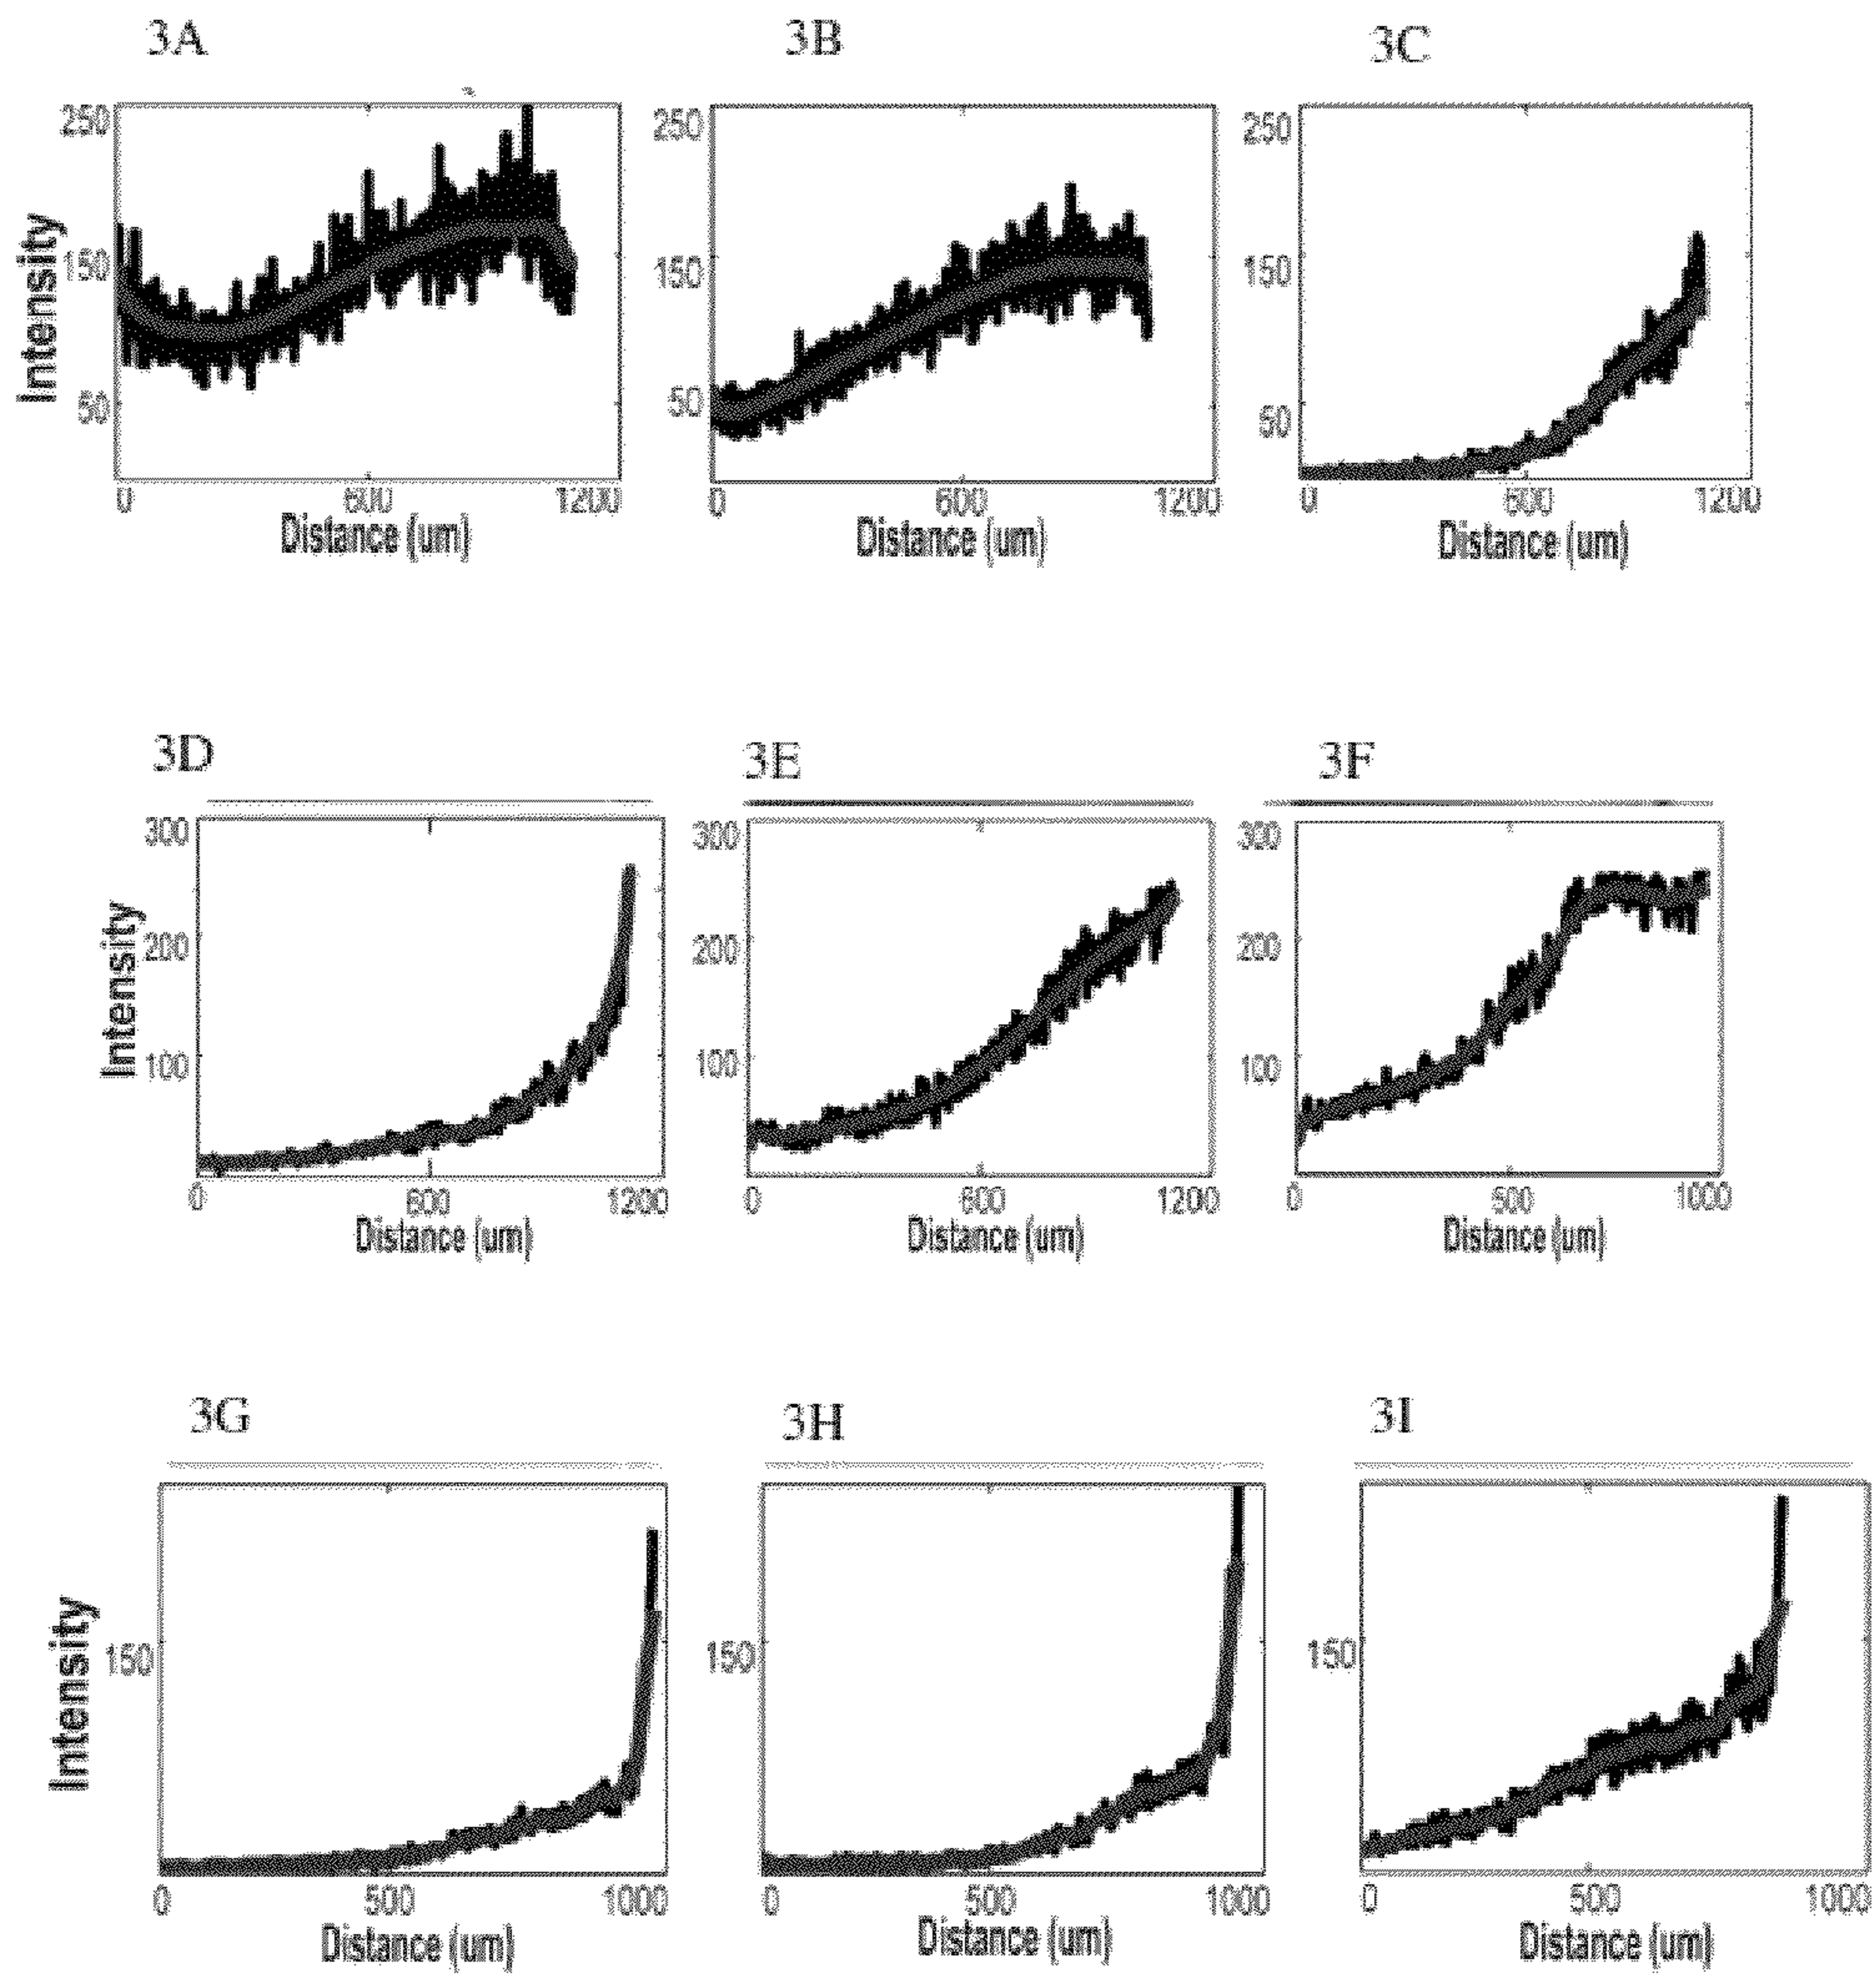 3A 3B 3C
250 250 250
Intensity
150 150 150
50 50 50
0 600 1200 0 600 1200 0 600 1200
Distance (um) Distance (um) Distance (um)
3D 3E 3F
300 300 300
Intensity
200 200 200
100 100 100
0 600 1200 0 600 1200 0 500 1000
Distance (um) Distance (um) Distance (um)
3G 3H 3I
Intensity
150 150 150
0 500 1000 0 500 1000 0 500 1000
Distance (um) Distance (um) Distance (um)